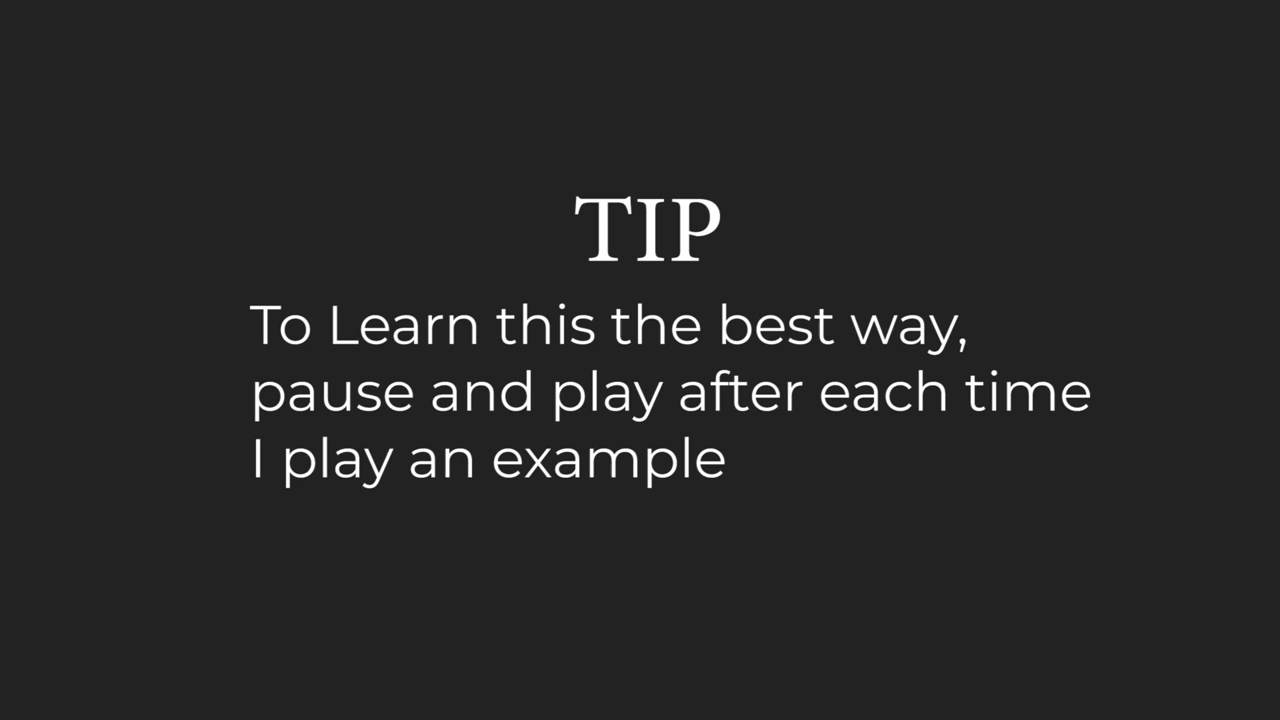 TIP
To Learn this the best way,
pause and play after each time
I play an example